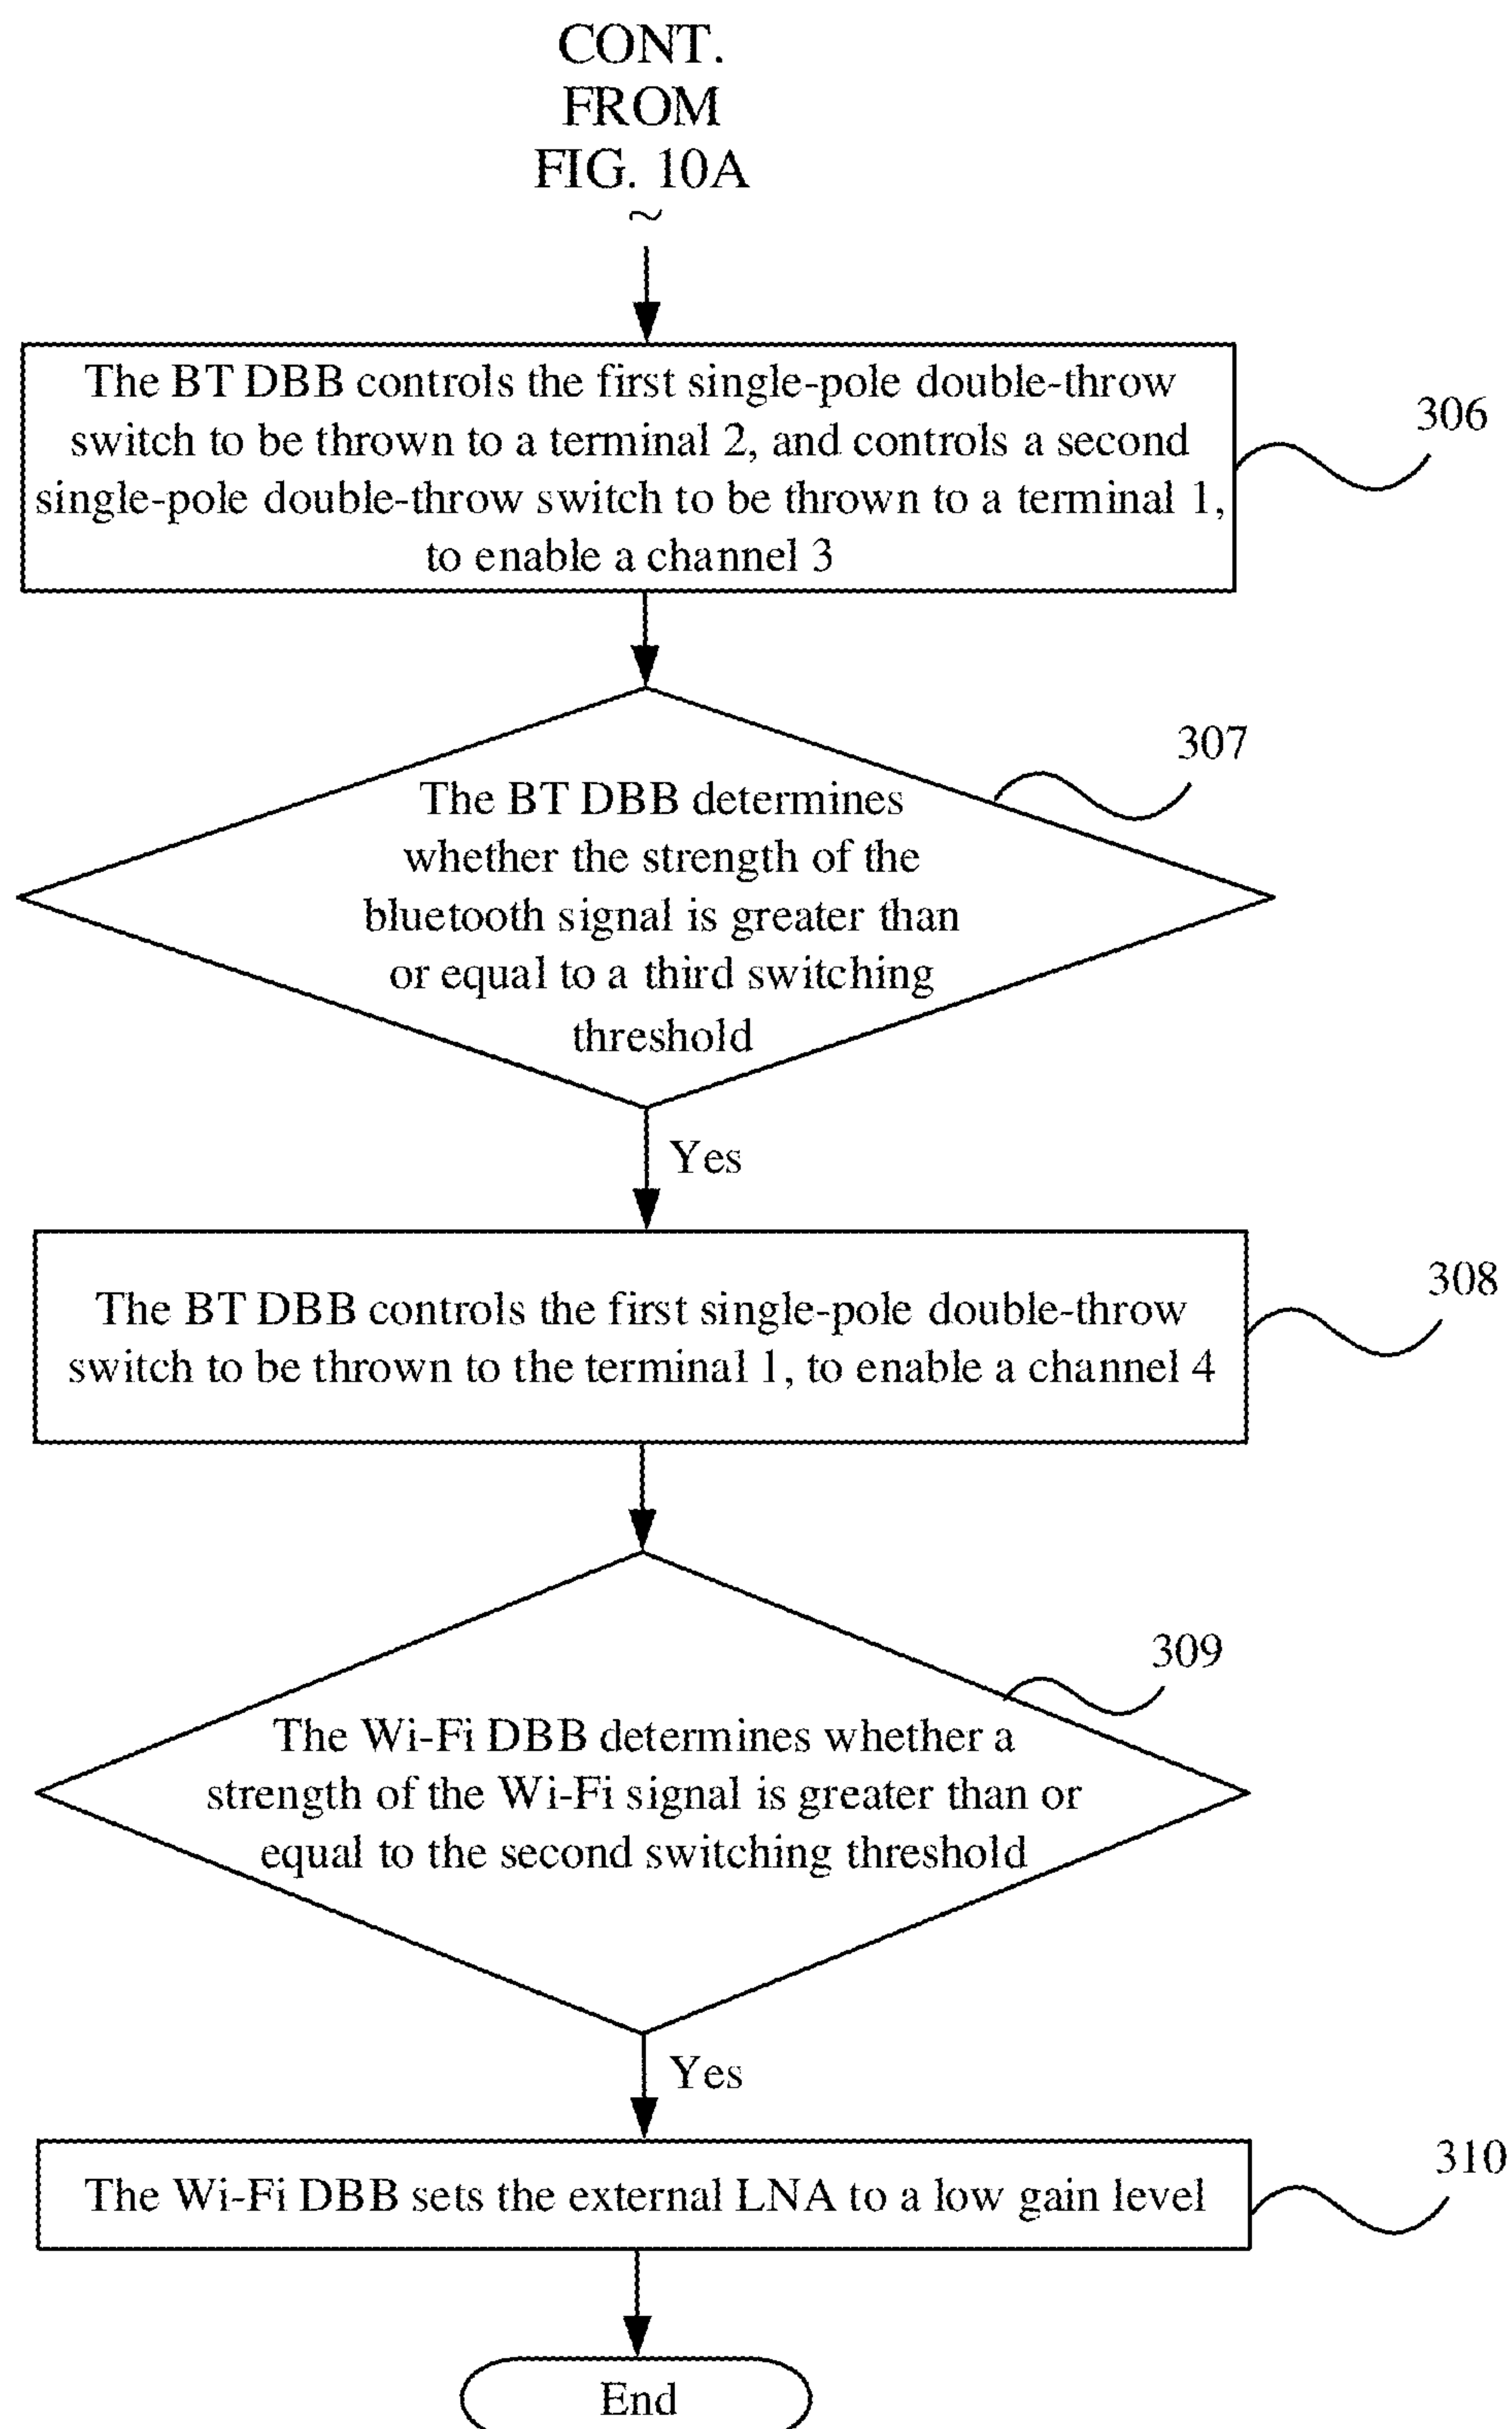 CONT.
FROM
FIG. 10A
~
The BT DBB controls the first single-pole double-throw
switch to be thrown to a terminal 2, and controls a second
single-pole double-throw switch to be thrown to a terminal 1,
to enable a channel 3
306
307
The BT DBB determines
whether the strength of the
bluetooth signal is greater than
or equal to a third switching
threshold
Yes
308
The BT DBB controls the first single-pole double-throw
switch to be thrown to the terminal 1, to enable a channel 4
309
The Wi-Fi DBB determines whether a
strength of the Wi-Fi signal is greater than or
equal to the second switching threshold
Yes
310
The Wi-Fi DBB sets the external LNA to a low gain level
End